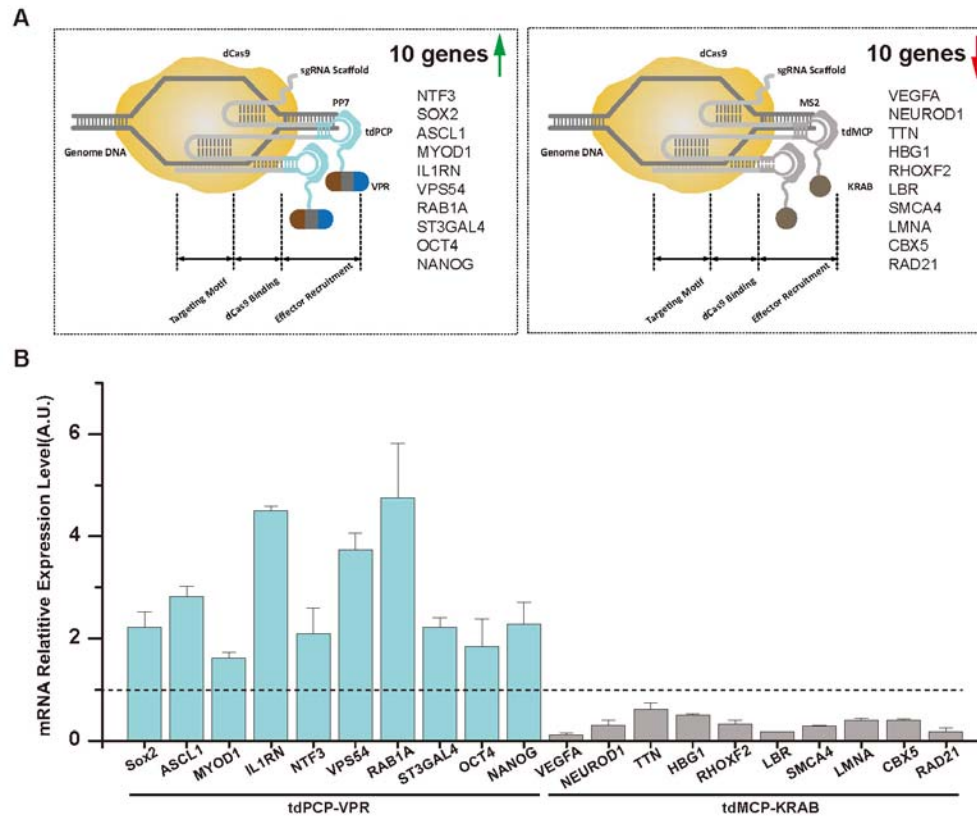 A
dCas9
sgRNA Scaffold
PP7
tdPCP
Genome DNA
VPR
Targeting Motif
dCas9 Binding
Effector Recruitment
10 genes
NTF3
SOX2
ASCL1
MYOD1
IL1RN
VPS54
RAB1A
ST3GAL4
OCT4
NANOG
dCas9
sgRNA Scaffold
MS2
tdMCP
Genome DNA
KRAB
Targeting Motif
dCas9 Binding
Effector Recruitment
10 genes
VEGFA
NEUROD1
TTN
HBG1
RHOXF2
LBR
SMCA4
LMNA
CBX5
RAD21
B
mRNA Relatitive Expression Level(A.U.)
6
4
2
0
Sox2
ASCL1
MYOD1
IL1RN
NTF3
VPS54
RAB1A
ST3GAL4
OCT4
NANOG
VEGFA
NEUROD1
TTN
HBG1
RHOXF2
LBR
SMCA4
LMNA
CBX5
RAD21
tdPCP-VPR
tdMCP-KRAB